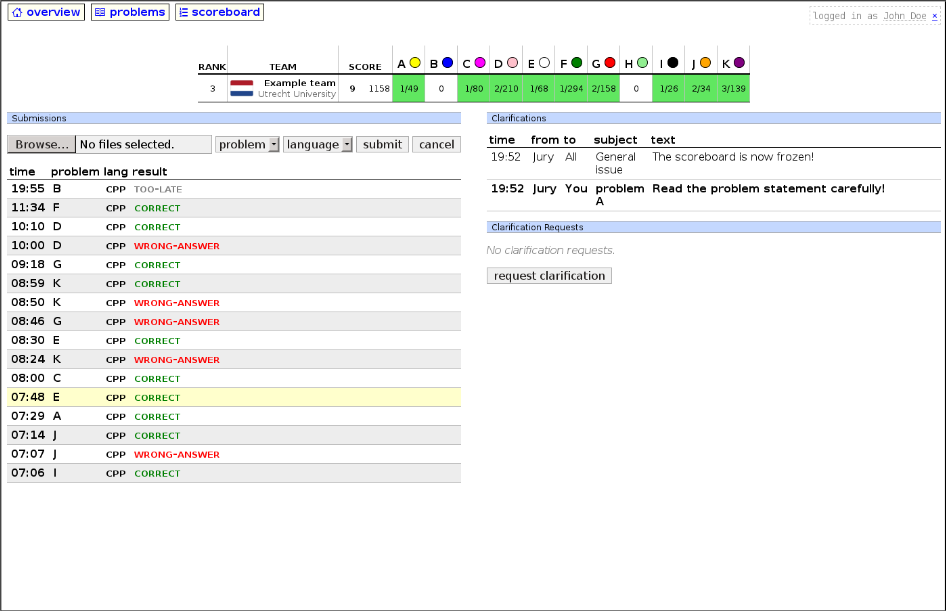 overview problems scoreboard
logged in as John Doe ×
RANK TEAM SCORE A B C D E F G H I J K
3 Example team 9 1158 1/49 0 1/80 2/210 1/68 1/294 2/158 0 1/26 2/34 3/139
Utrecht University
Submissions
Browse... No files selected. problem language submit cancel
time problem lang result
19:55 B CPP TOO-LATE
11:34 F CPP CORRECT
10:10 D CPP CORRECT
10:00 D CPP WRONG-ANSWER
09:18 G CPP CORRECT
08:59 K CPP CORRECT
08:50 K CPP WRONG-ANSWER
08:46 G CPP WRONG-ANSWER
08:30 E CPP CORRECT
08:24 K CPP WRONG-ANSWER
08:00 C CPP CORRECT
07:48 E CPP CORRECT
07:29 A CPP CORRECT
07:14 J CPP CORRECT
07:07 J CPP WRONG-ANSWER
07:06 I CPP CORRECT
Clarifications
time from to subject text
19:52 Jury All General The scoreboard is now frozen!
issue
19:52 Jury You problem Read the problem statement carefully!
A
Clarification Requests
No clarification requests.
request clarification